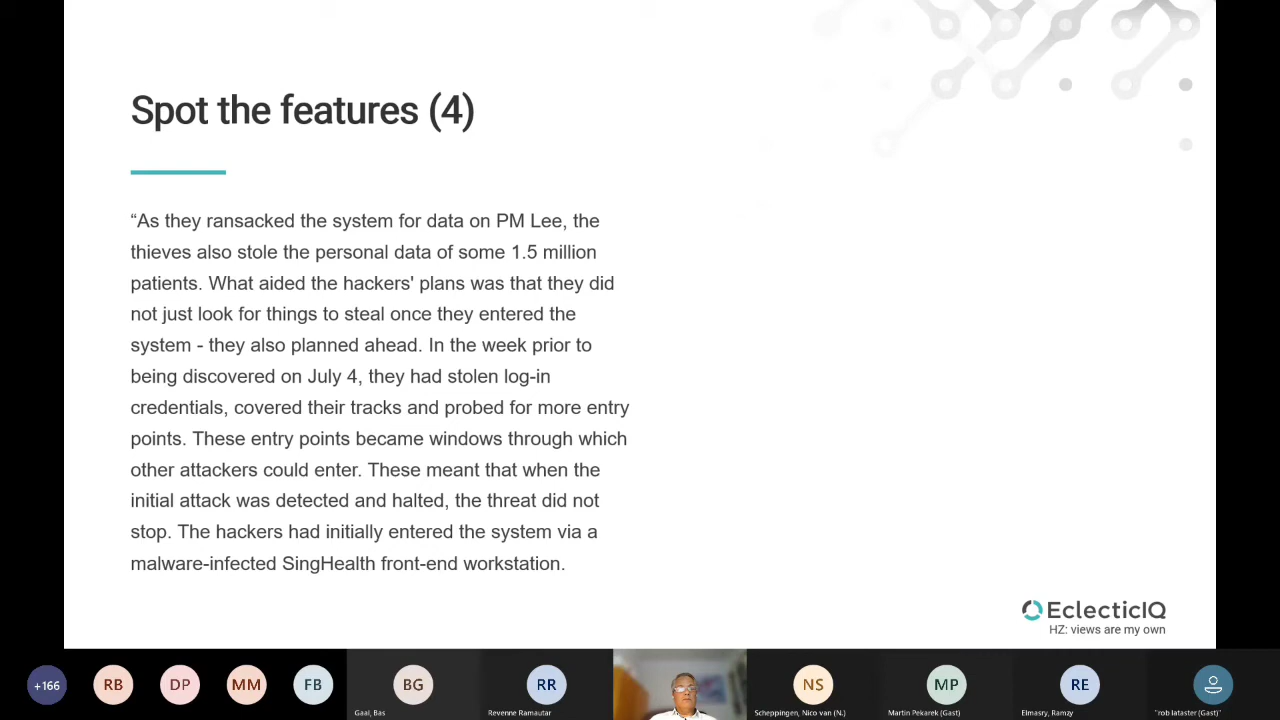 Spot the features (4)
“As they ransacked the system for data on PM Lee, the
thieves also stole the personal data of some 1.5 million
patients. What aided the hackers' plans was that they did
not just look for things to steal once they entered the
system - they also planned ahead. In the week prior to
being discovered on July 4, they had stolen log-in
credentials, covered their tracks and probed for more entry
points. These entry points became windows through which
other attackers could enter. These meant that when the
initial attack was detected and halted, the threat did not
stop. The hackers had initially entered the system via a
malware-infected SingHealth front-end workstation.
EclecticIQ
HZ: views are my own
+166
RB
DP
MM
FB
BG
RR
NS
MP
RE
Gaal, Bas
Revenne Ramautar
Scheppingen, Nico van (N.)
Martin Pekarek (Gast)
Elmasry, Ramzy
"rob lataster (Gast)"